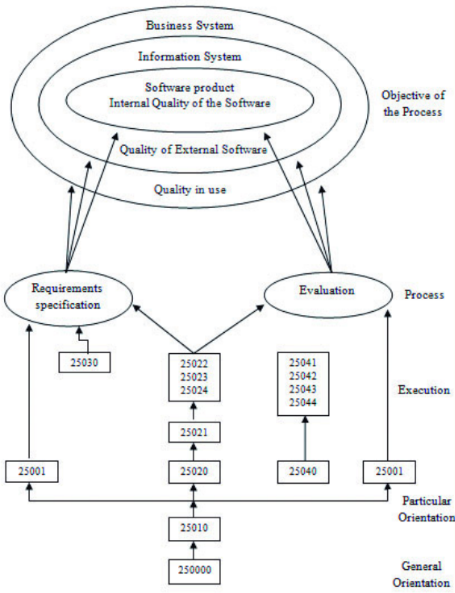 Business System
Information System
Software product
Internal Quality of the Software
Objective of
the Process
Quality of External Software
Quality in use
Requirements
specification
Evaluation
Process
25030
25022
25023
25024
25041
25042
25043
25044
Execution
25021
25001
25020
25040
25001
Particular
Orientation
25010
250000
General
Orientation